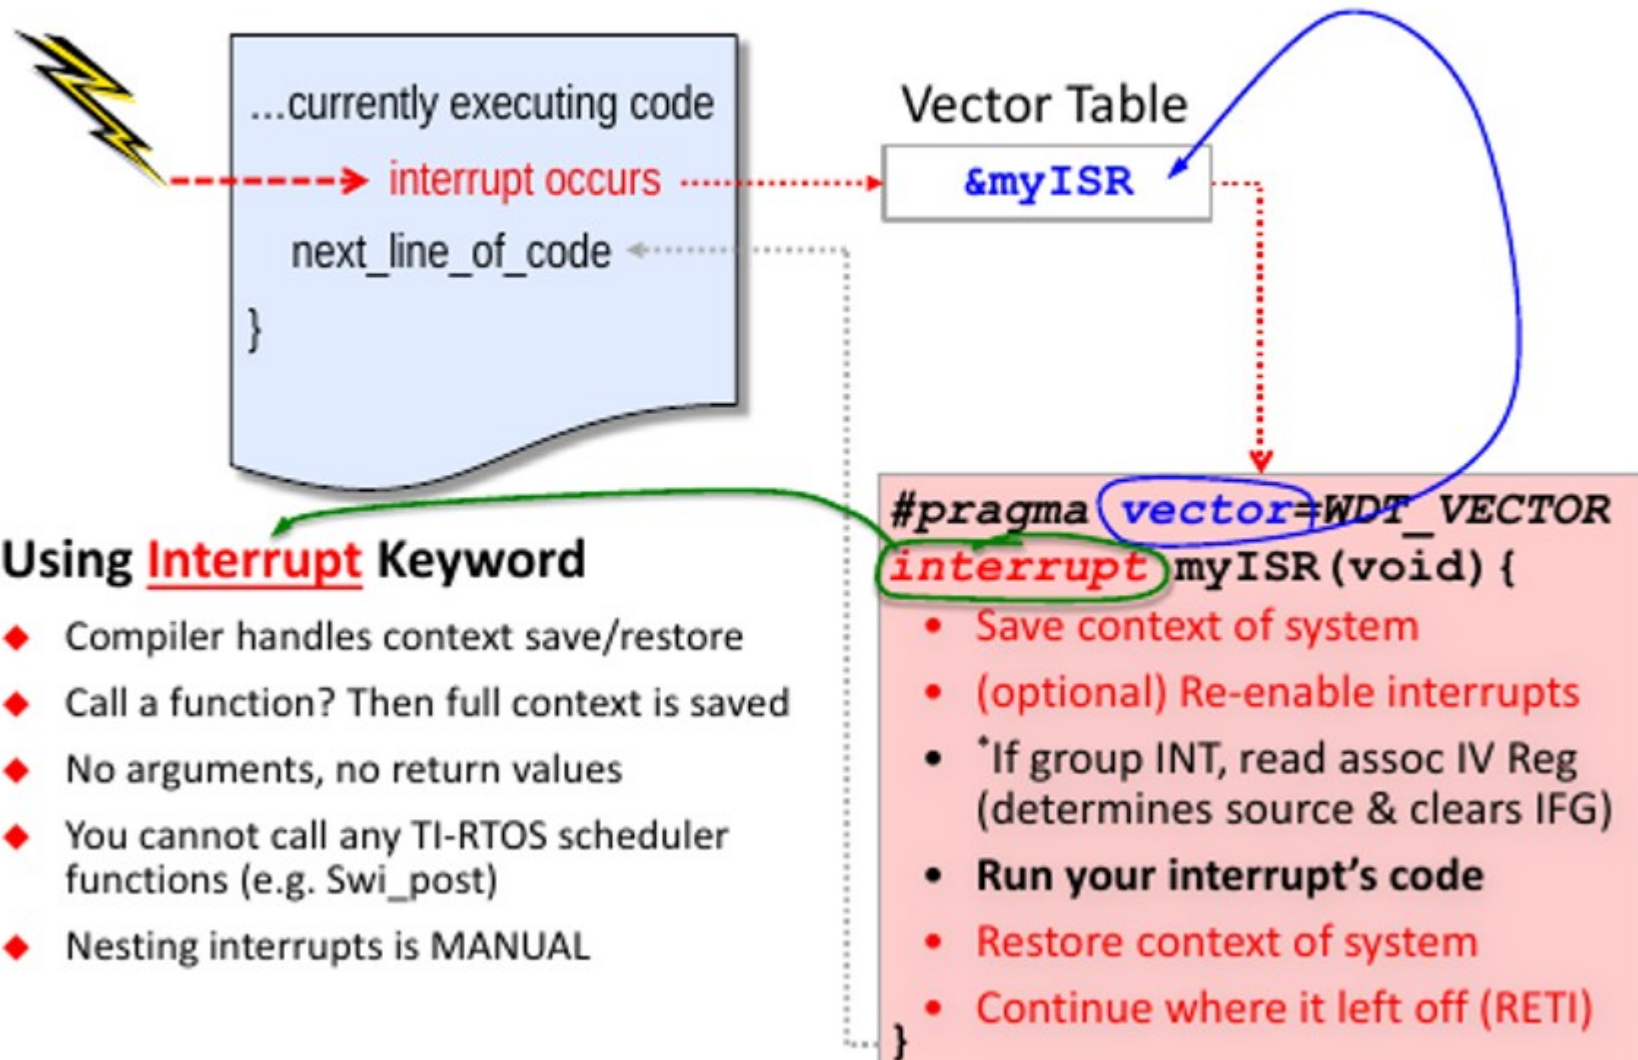 ...currently executing code
interrupt occurs
next_line_of_code
}
Vector Table
&myISR
#pragma vector=WDT_VECTOR
interrupt myISR(void){
• Save context of system
• (optional) Re-enable interrupts
• *If group INT, read assoc IV Reg
(determines source & clears IFG)
• Run your interrupt's code
• Restore context of system
• Continue where it left off (RETI)
}
Using Interrupt Keyword
◆ Compiler handles context save/restore
◆ Call a function? Then full context is saved
◆ No arguments, no return values
◆ You cannot call any TI-RTOS scheduler
functions (e.g. Swi_post)
◆ Nesting interrupts is MANUAL